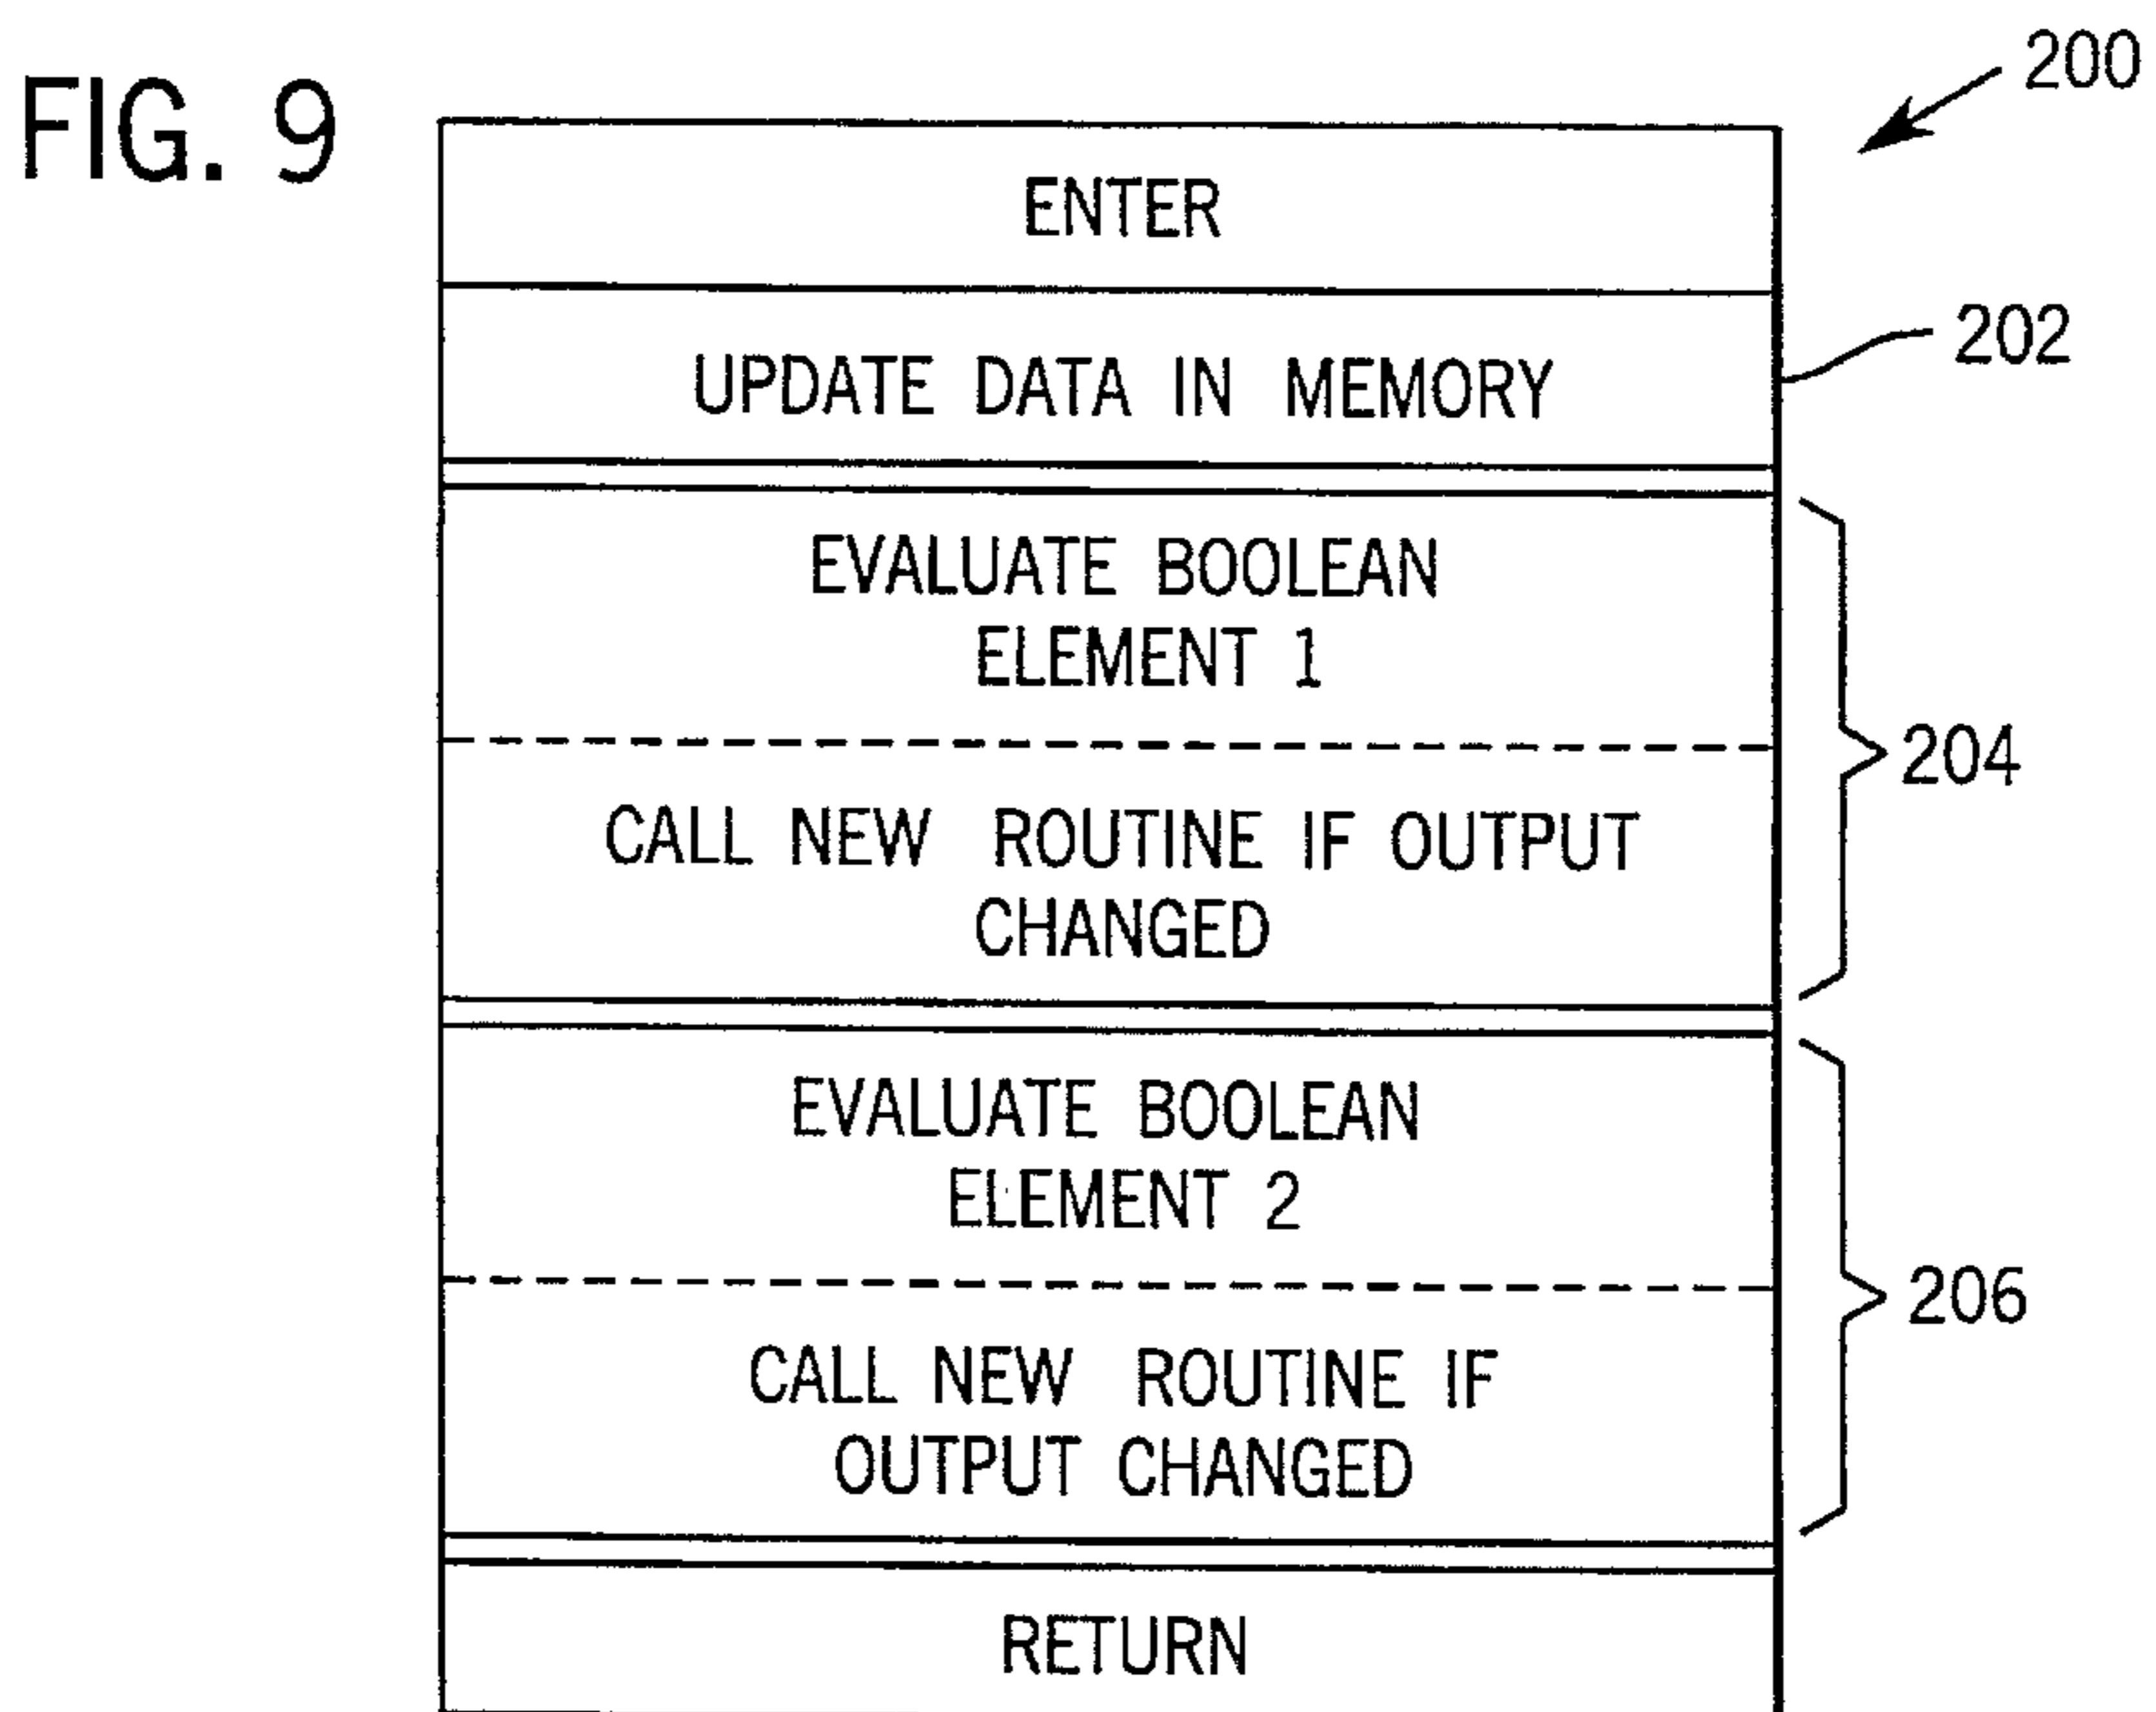 FIG. 9
200
ENTER
UPDATE DATA IN MEMORY
202
EVALUATE BOOLEAN
ELEMENT 1
204
CALL NEW ROUTINE IF OUTPUT
CHANGED
EVALUATE BOOLEAN
ELEMENT 2
206
CALL NEW ROUTINE IF
OUTPUT CHANGED
RETURN